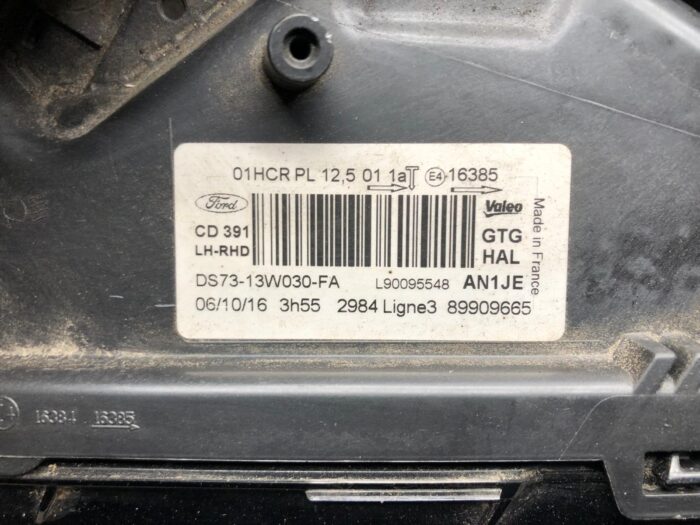 01HCR PL 12,5 01 1a E4 16385
Ford
Valeo
CD 391
LH-RHD
GTG
HAL
Made in France
DS73-13W030-FA L90095548 AN1JE
06/10/16 3h55 2984 Ligne3 89909665
16384 16385